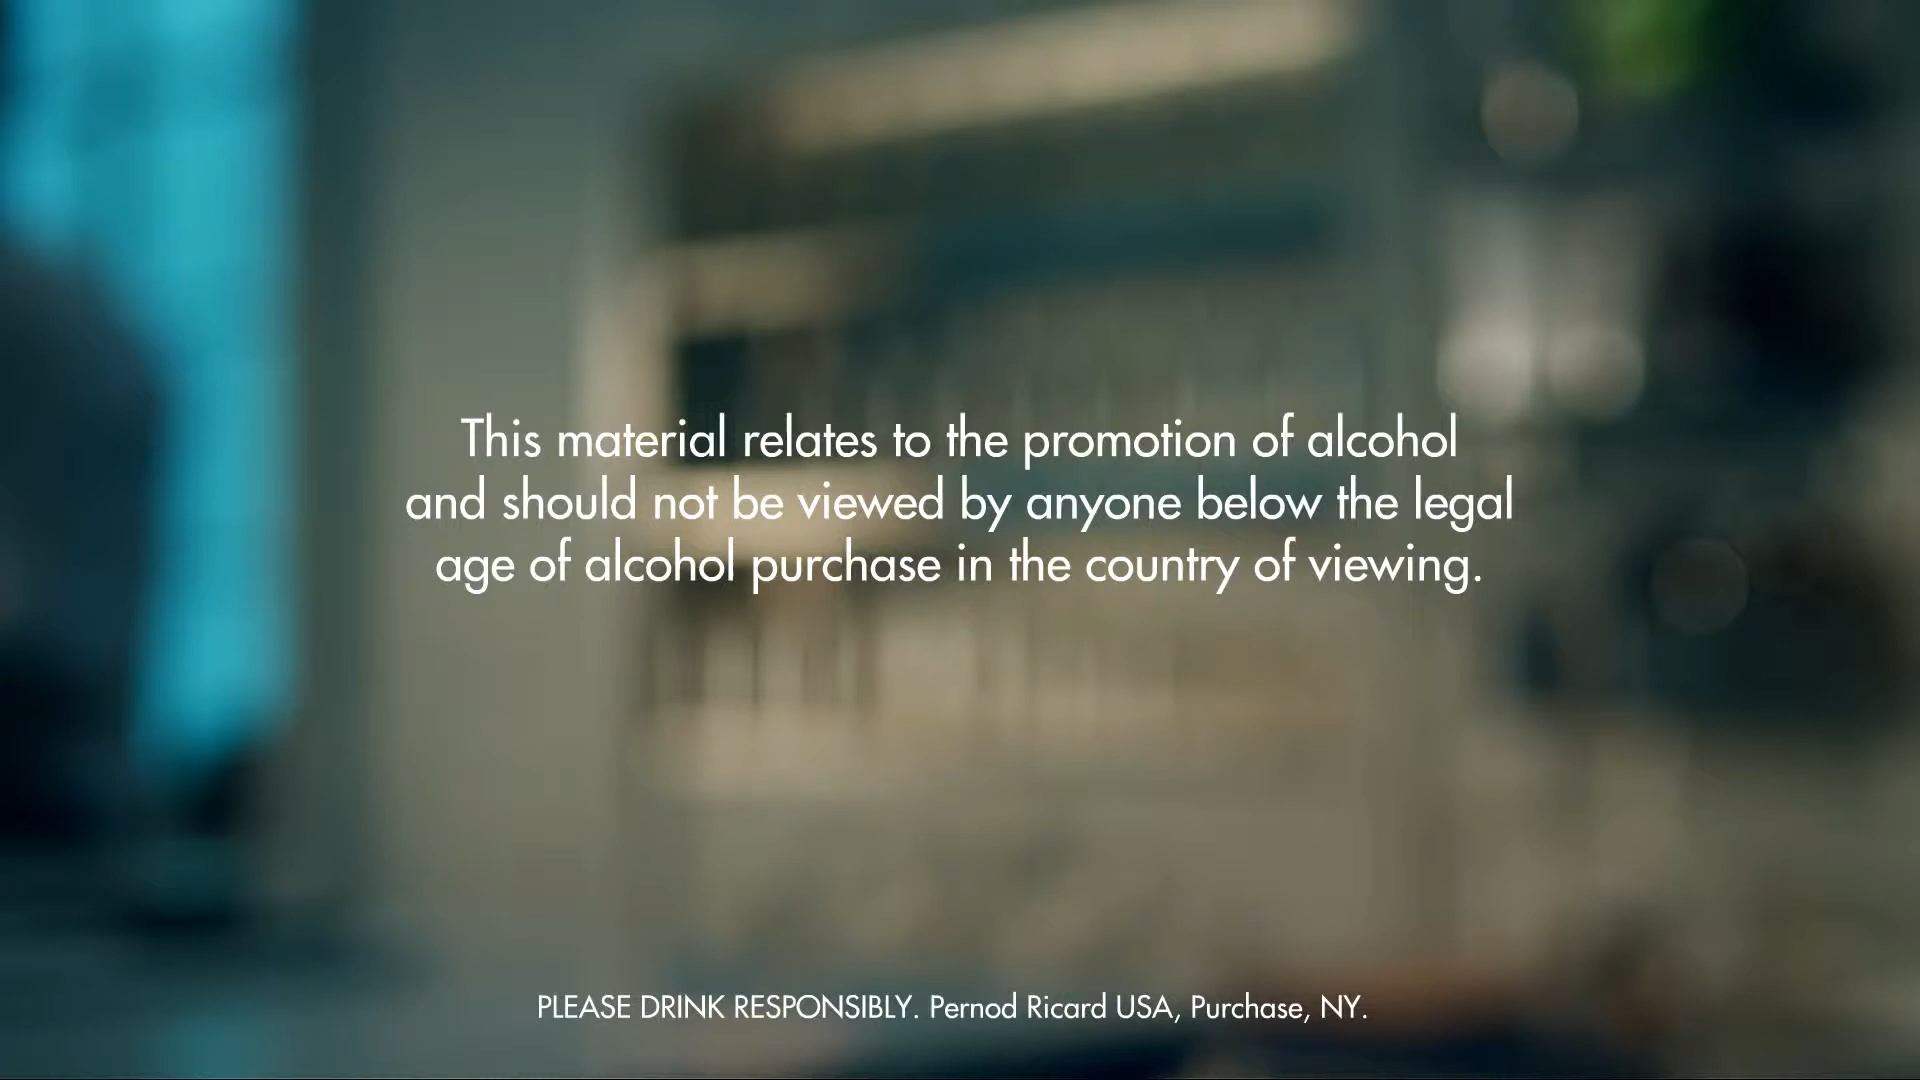 This material relates to the promotion of alcohol
and should not be viewed by anyone below the legal
age of alcohol purchase in the country of viewing.
PLEASE DRINK RESPONSIBLY. Pernod Ricard USA, Purchase, NY.